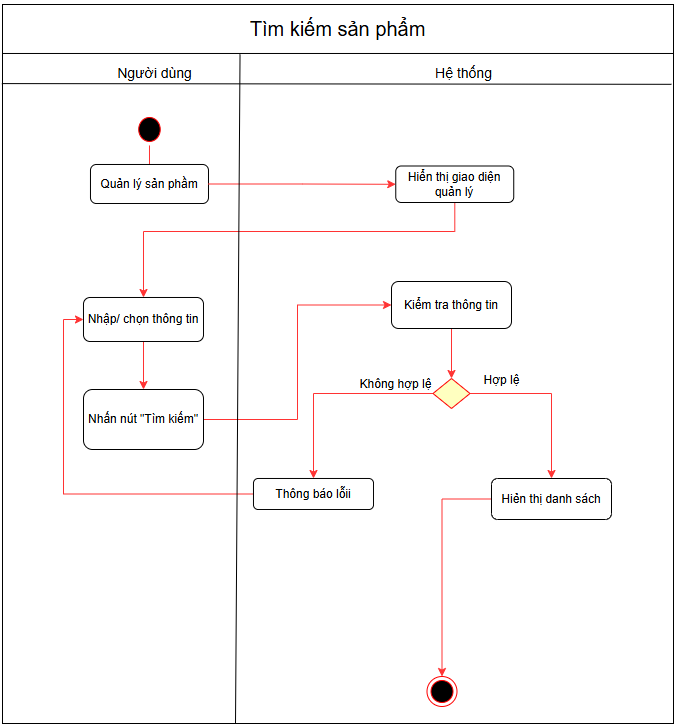 Tìm kiếm sản phẩm
Người dùng
Hệ thống
Quản lý sản phầm
Hiển thị giao diện
quản lý
Nhập/ chọn thông tin
Kiểm tra thông tin
Không hợp lệ
Hợp lệ
Nhấn nút "Tìm kiếm"
Thông báo lỗii
Hiển thị danh sách